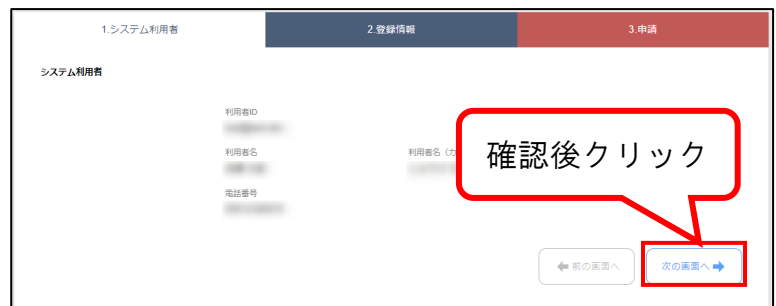 1.システム利用者 2.登録情報 3.申請
システム利用者
利用者ID
利用者名 利用者名（カ
電話番号
確認後クリック
前の画面へ 次の画面へ